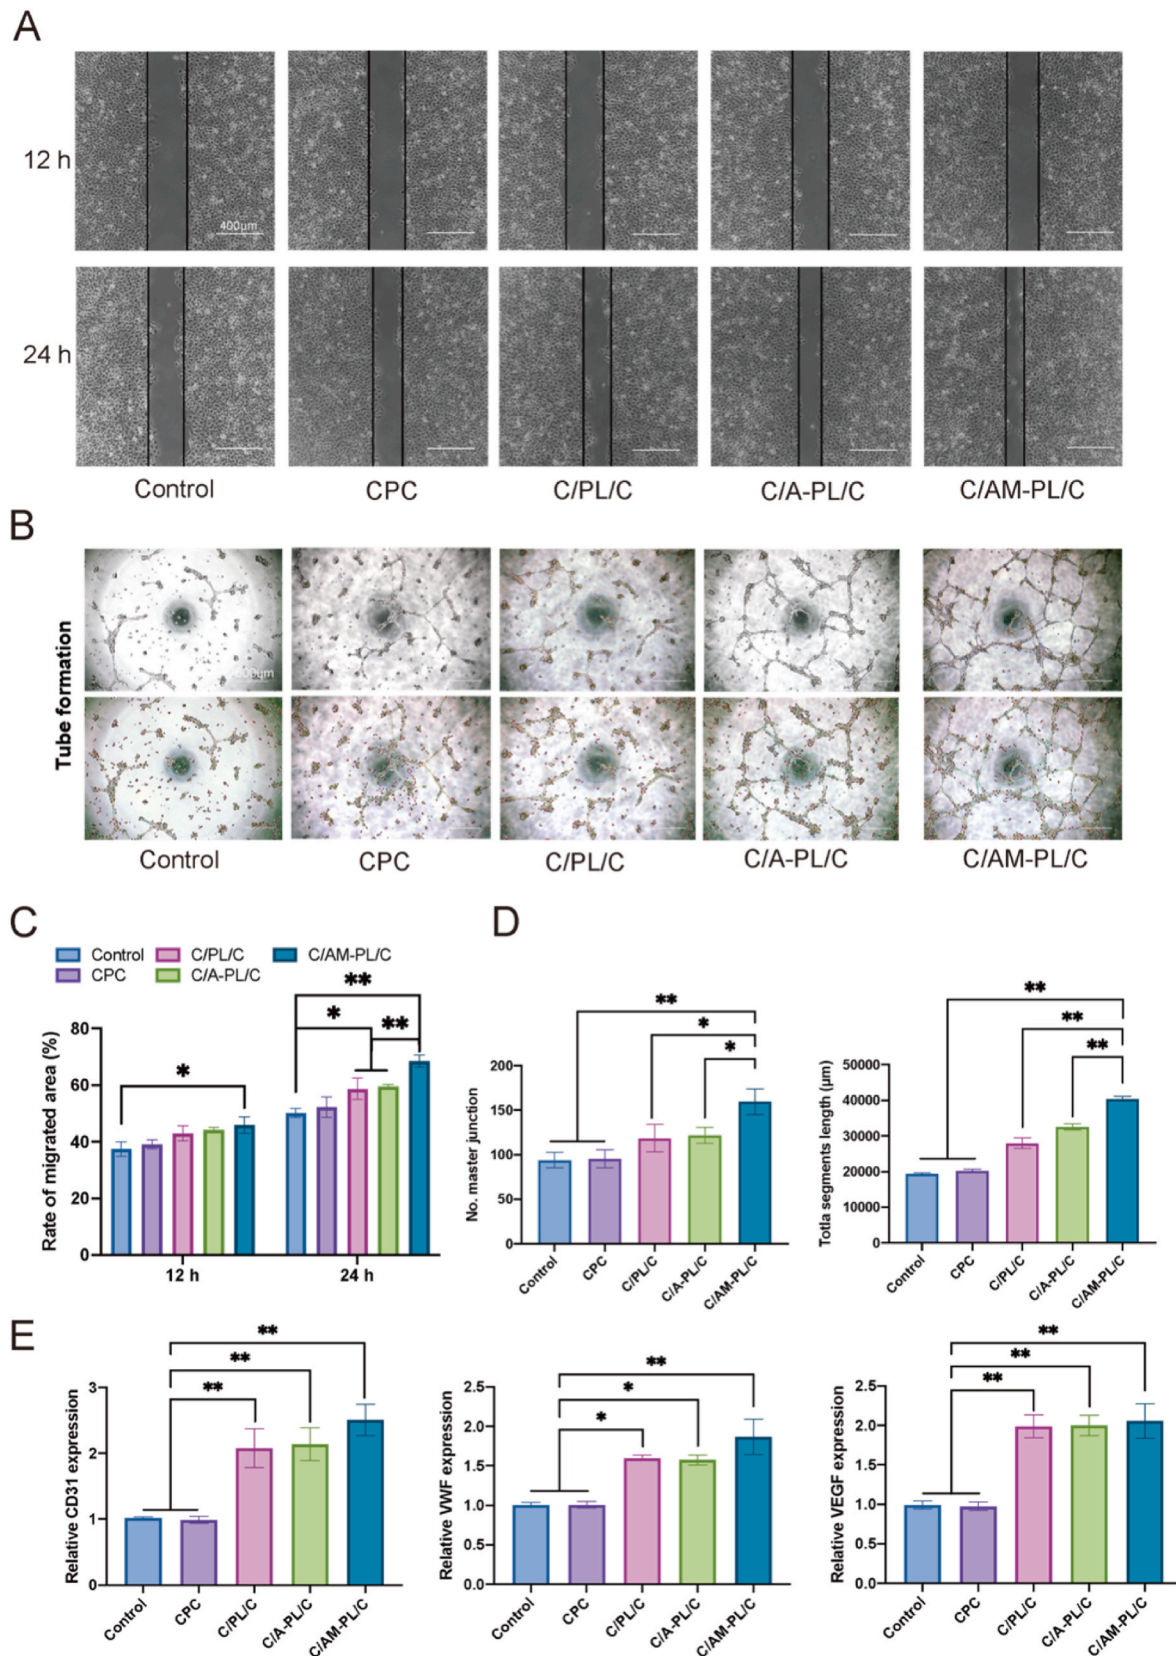 A
12 h
400µm
24 h
Control CPC C/PL/C C/A-PL/C C/AM-PL/C
B
Tube formation
Control CPC C/PL/C C/A-PL/C C/AM-PL/C
C
Control C/PL/C C/AM-PL/C
CPC C/A-PL/C
Rate of migrated area (%)
80
60
40
20
0
** 
* **
*
12 h 24 h
D
No. master junction
200
150
100
50
0
**
*
*
Control CPC C/PL/C C/A-PL/C C/AM-PL/C
Totla segments length (µm)
50000
40000
30000
20000
10000
0
**
**
**
Control CPC C/PL/C C/A-PL/C C/AM-PL/C
E
Relative CD31 expression
3
2
1
0
**
**
**
Control CPC C/PL/C C/A-PL/C C/AM-PL/C
Relative VWF expression
2.5
2.0
1.5
1.0
0.5
0.0
**
*
*
Control CPC C/PL/C C/A-PL/C C/AM-PL/C
Relative VEGF expression
2.5
2.0
1.5
1.0
0.5
0.0
**
**
**
Control CPC C/PL/C C/A-PL/C C/AM-PL/C